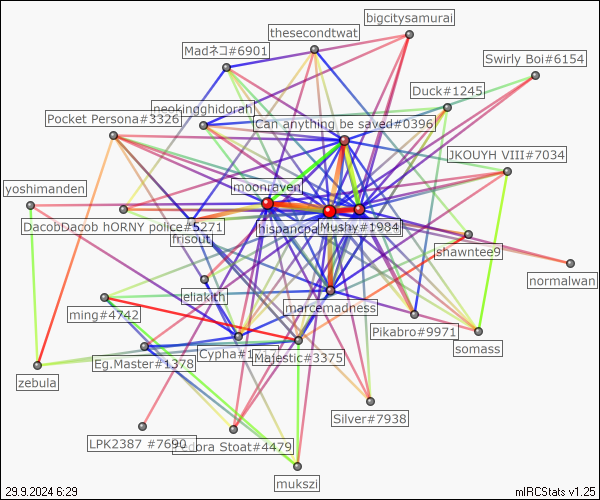 bigcitysamurai
thesecondtwat
Madネコ#6901
Swirly Boi#6154
Duck#1245
neokingghidorah
Pocket Persona#3326
Can anything be saved#0396
JKOUYH VIII#7034
yoshimanden
moonraven
DacobDacob hORNY police#5271
hispancpa
Mushy#1984
frisout
shawntee9
normalwan
eliakith
marcemadness
ming#4742
Pikabro#9971
somass
Cypha#1
Majestic#3375
Eg.Master#1378
zebula
Silver#7938
LPK2387 #7690
edora Stoat#4479
mukszi
29.9.2024 6:29
mIRCStats v1.25